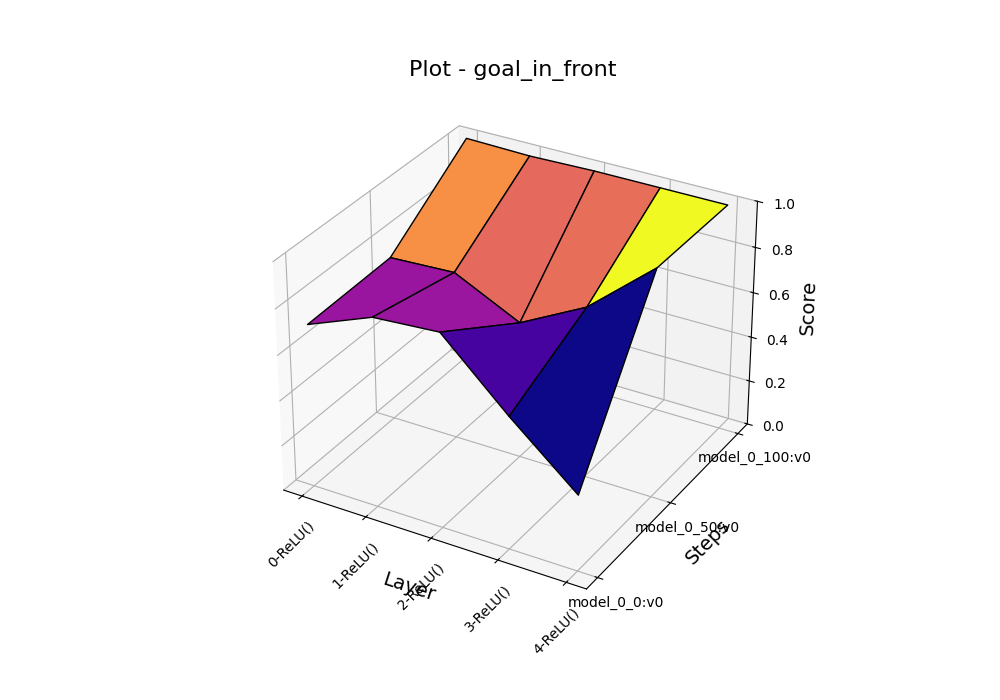 Plot - goal_in_front
1.0
0.8
0.6
0.4
0.2
0.0
Score
model_0_100:v0
model_0_50:v0
model_0_0:v0
Steps
0-ReLU()
1-ReLU()
2-ReLU()
3-ReLU()
4-ReLU()
Layer